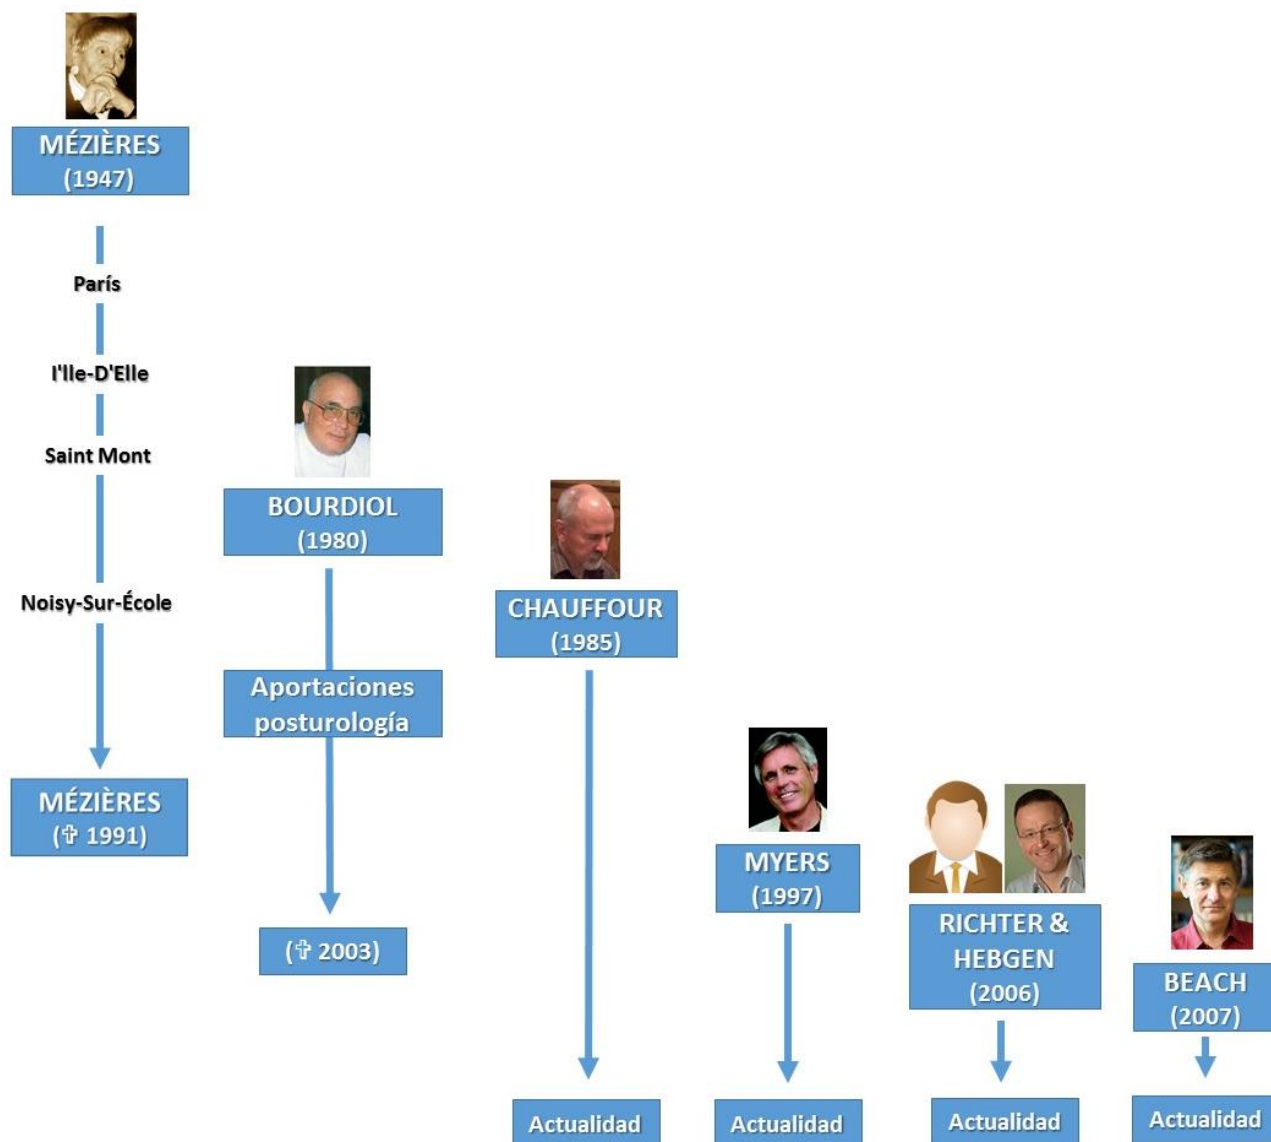 MÉZIÈRES
(1947)
París
I'lle-D'Elle
Saint Mont
Noisy-Sur-École
MÉZIÈRES
(✞ 1991)
BOURDIOL
(1980)
Aportaciones
posturología
(✞ 2003)
CHAUFFOUR
(1985)
Actualidad
MYERS
(1997)
Actualidad
RICHTER &
HEBGEN
(2006)
Actualidad
BEACH
(2007)
Actualidad